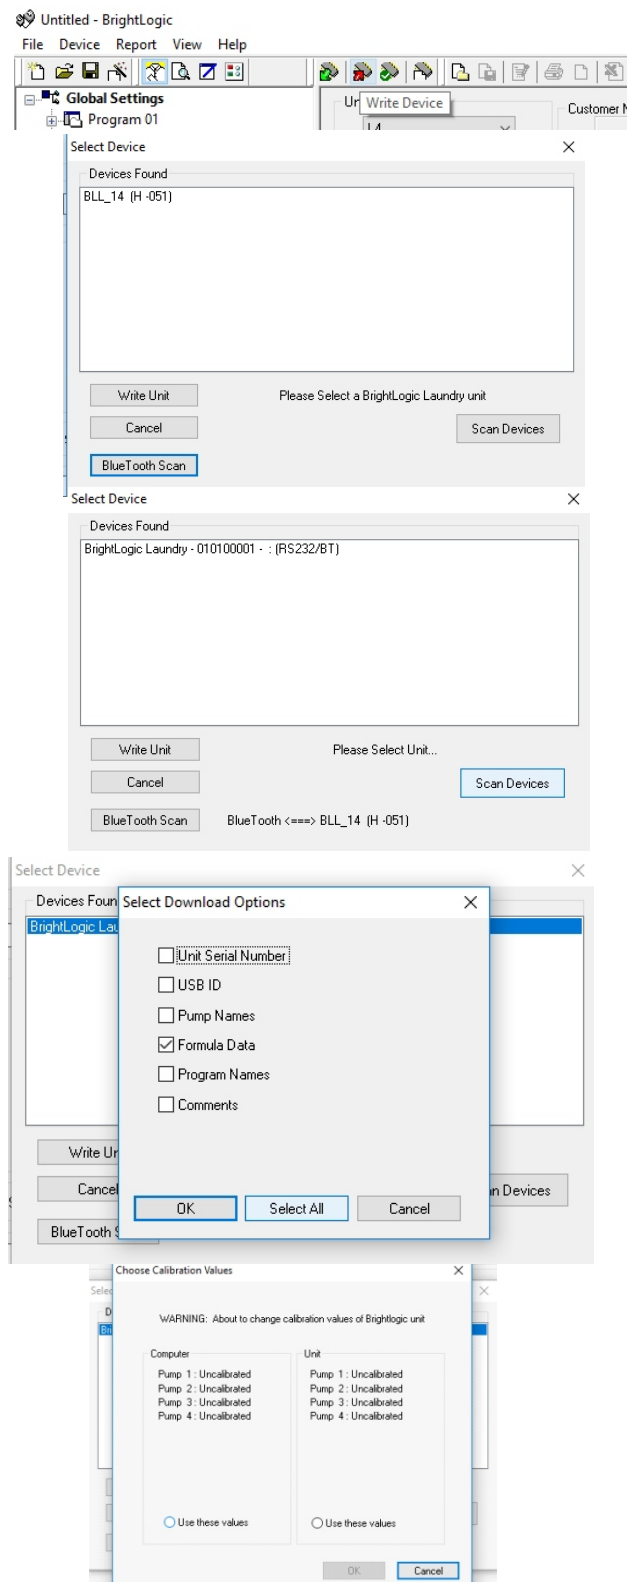 Untitled - BrightLogic
File Device Report View Help
Global Settings
Program 01
Write Device
Customer
Select Device
Devices Found
BLL_14 (H -051)
Write Unit
Please Select a BrightLogic Laundry unit
Cancel
Scan Devices
BlueTooth Scan
Select Device
Devices Found
BrightLogic Laundry - 010100001 - : (RS232/BT)
Write Unit
Please Select Unit...
Cancel
Scan Devices
BlueTooth Scan
BlueTooth <===> BLL_14 (H -051)
Select Device
Devices Foun
Select Download Options
BrightLogic Lau
Unit Serial Number
USB ID
Pump Names
Formula Data
Program Names
Comments
Write Un
Cancel
OK
Select All
Cancel
n Devices
BlueTooth S
Choose Calibration Values
Selec
WARNING: About to change calibration values of Brightlogic unit
Computer
Unit
Pump 1 : Uncalibrated
Pump 2 : Uncalibrated
Pump 3 : Uncalibrated
Pump 4 : Uncalibrated
Pump 1 : Uncalibrated
Pump 2 : Uncalibrated
Pump 3 : Uncalibrated
Pump 4 : Uncalibrated
Use these values
Use these values
OK
Cancel